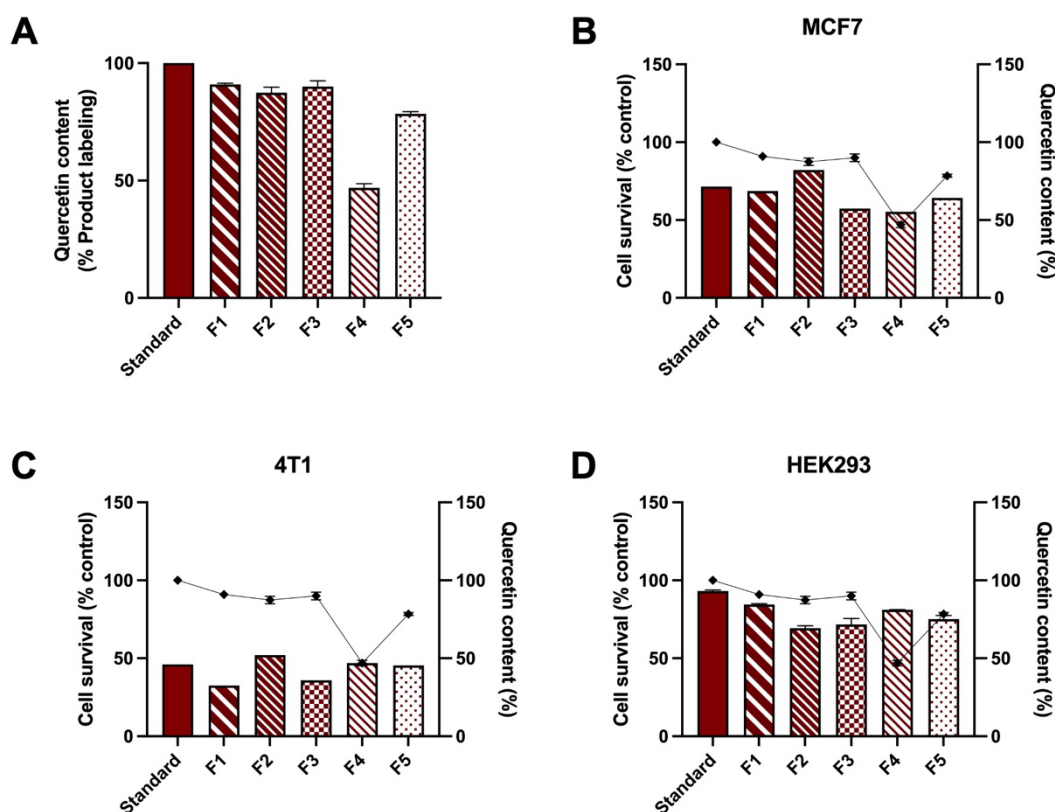 A
Quercetin content
(% Product labeling)
100
50
0
Standard
F1
F2
F3
F4
F5
B
MCF7
Cell survival (% control)
150
100
50
0
150
100
50
0
Quercetin content (%)
Standard
F1
F2
F3
F4
F5
C
4T1
Cell survival (% control)
150
100
50
0
150
100
50
0
Quercetin content (%)
Standard
F1
F2
F3
F4
F5
D
HEK293
Cell survival (% control)
150
100
50
0
150
100
50
0
Quercetin content (%)
Standard
F1
F2
F3
F4
F5